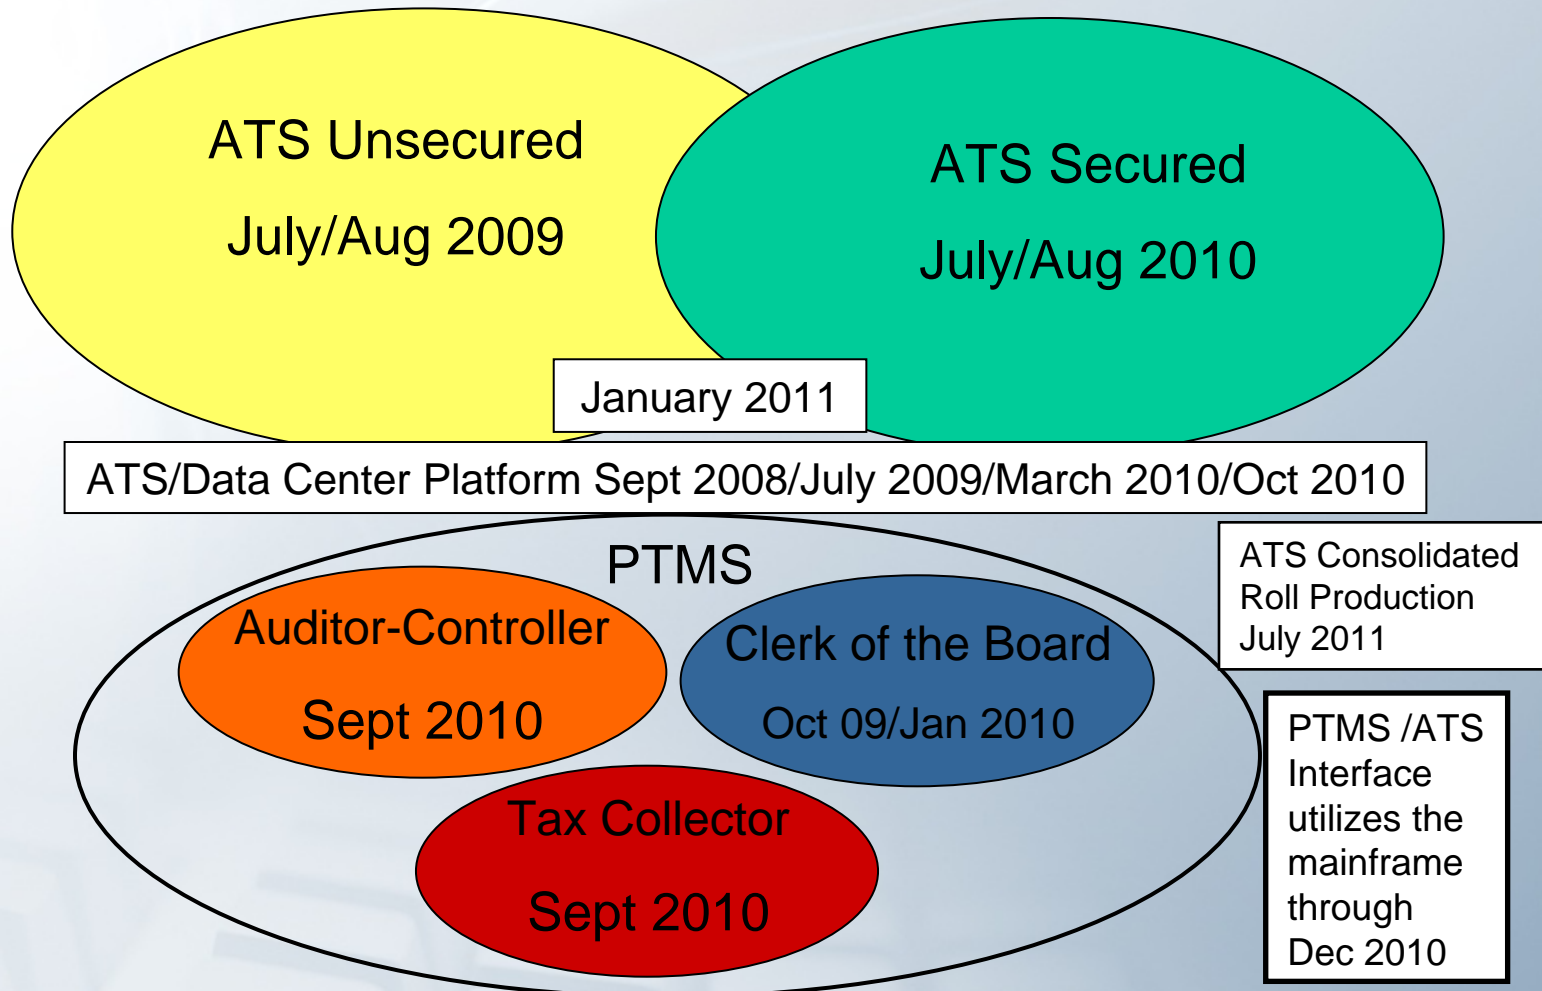 ATS Unsecured
July/Aug 2009
ATS Secured
July/Aug 2010
January 2011
ATS/Data Center Platform Sept 2008/July 2009/March 2010/Oct 2010
PTMS
Auditor-Controller
Sept 2010
Clerk of the Board
Oct 09/Jan 2010
Tax Collector
Sept 2010
ATS Consolidated
Roll Production
July 2011
PTMS /ATS
Interface
utilizes the
mainframe
through
Dec 2010